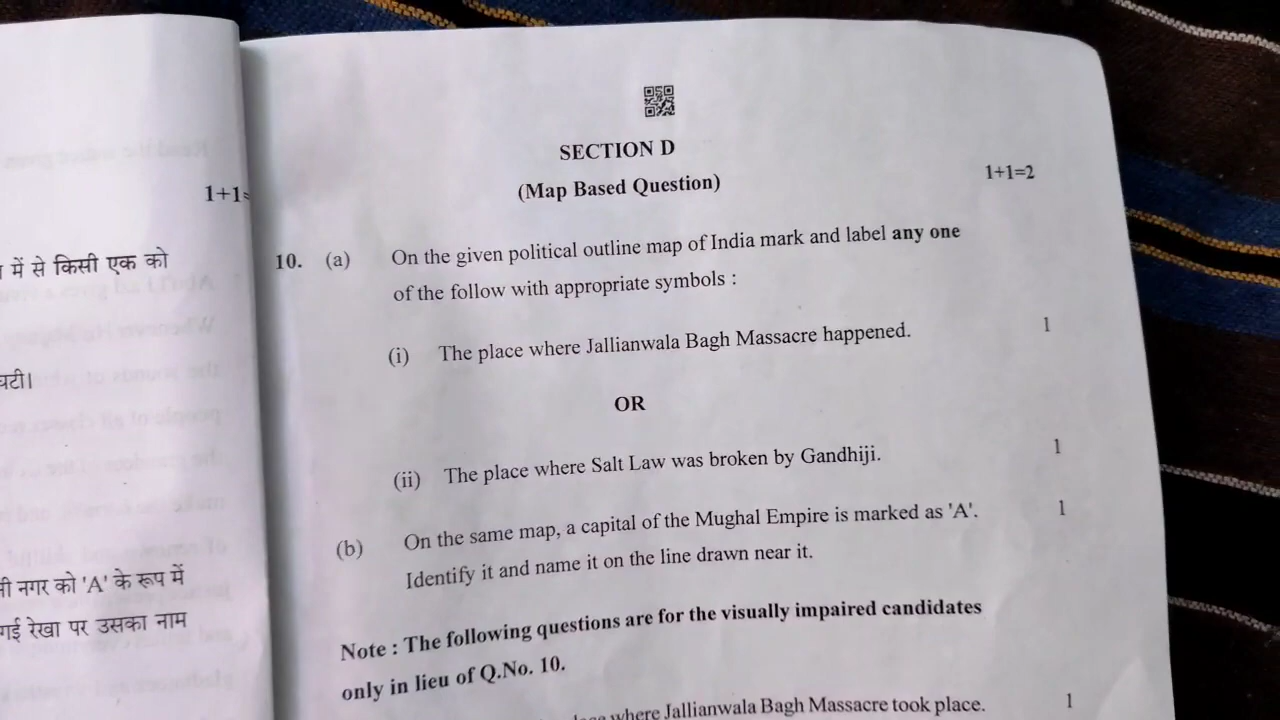 1+1=
में से किसी एक को
नगर को 'A' के रूप में
गई रेखा पर उसका नाम
SECTION D
(Map Based Question)
1+1=2
10. (a) On the given political outline map of India mark and label any one
of the follow with appropriate symbols :
(i) The place where Jallianwala Bagh Massacre happened. 1
OR
(ii) The place where Salt Law was broken by Gandhiji. 1
(b) On the same map, a capital of the Mughal Empire is marked as 'A'. 1
Identify it and name it on the line drawn near it.
Note : The following questions are for the visually impaired candidates
only in lieu of Q.No. 10.
where Jallianwala Bagh Massacre took place. 1